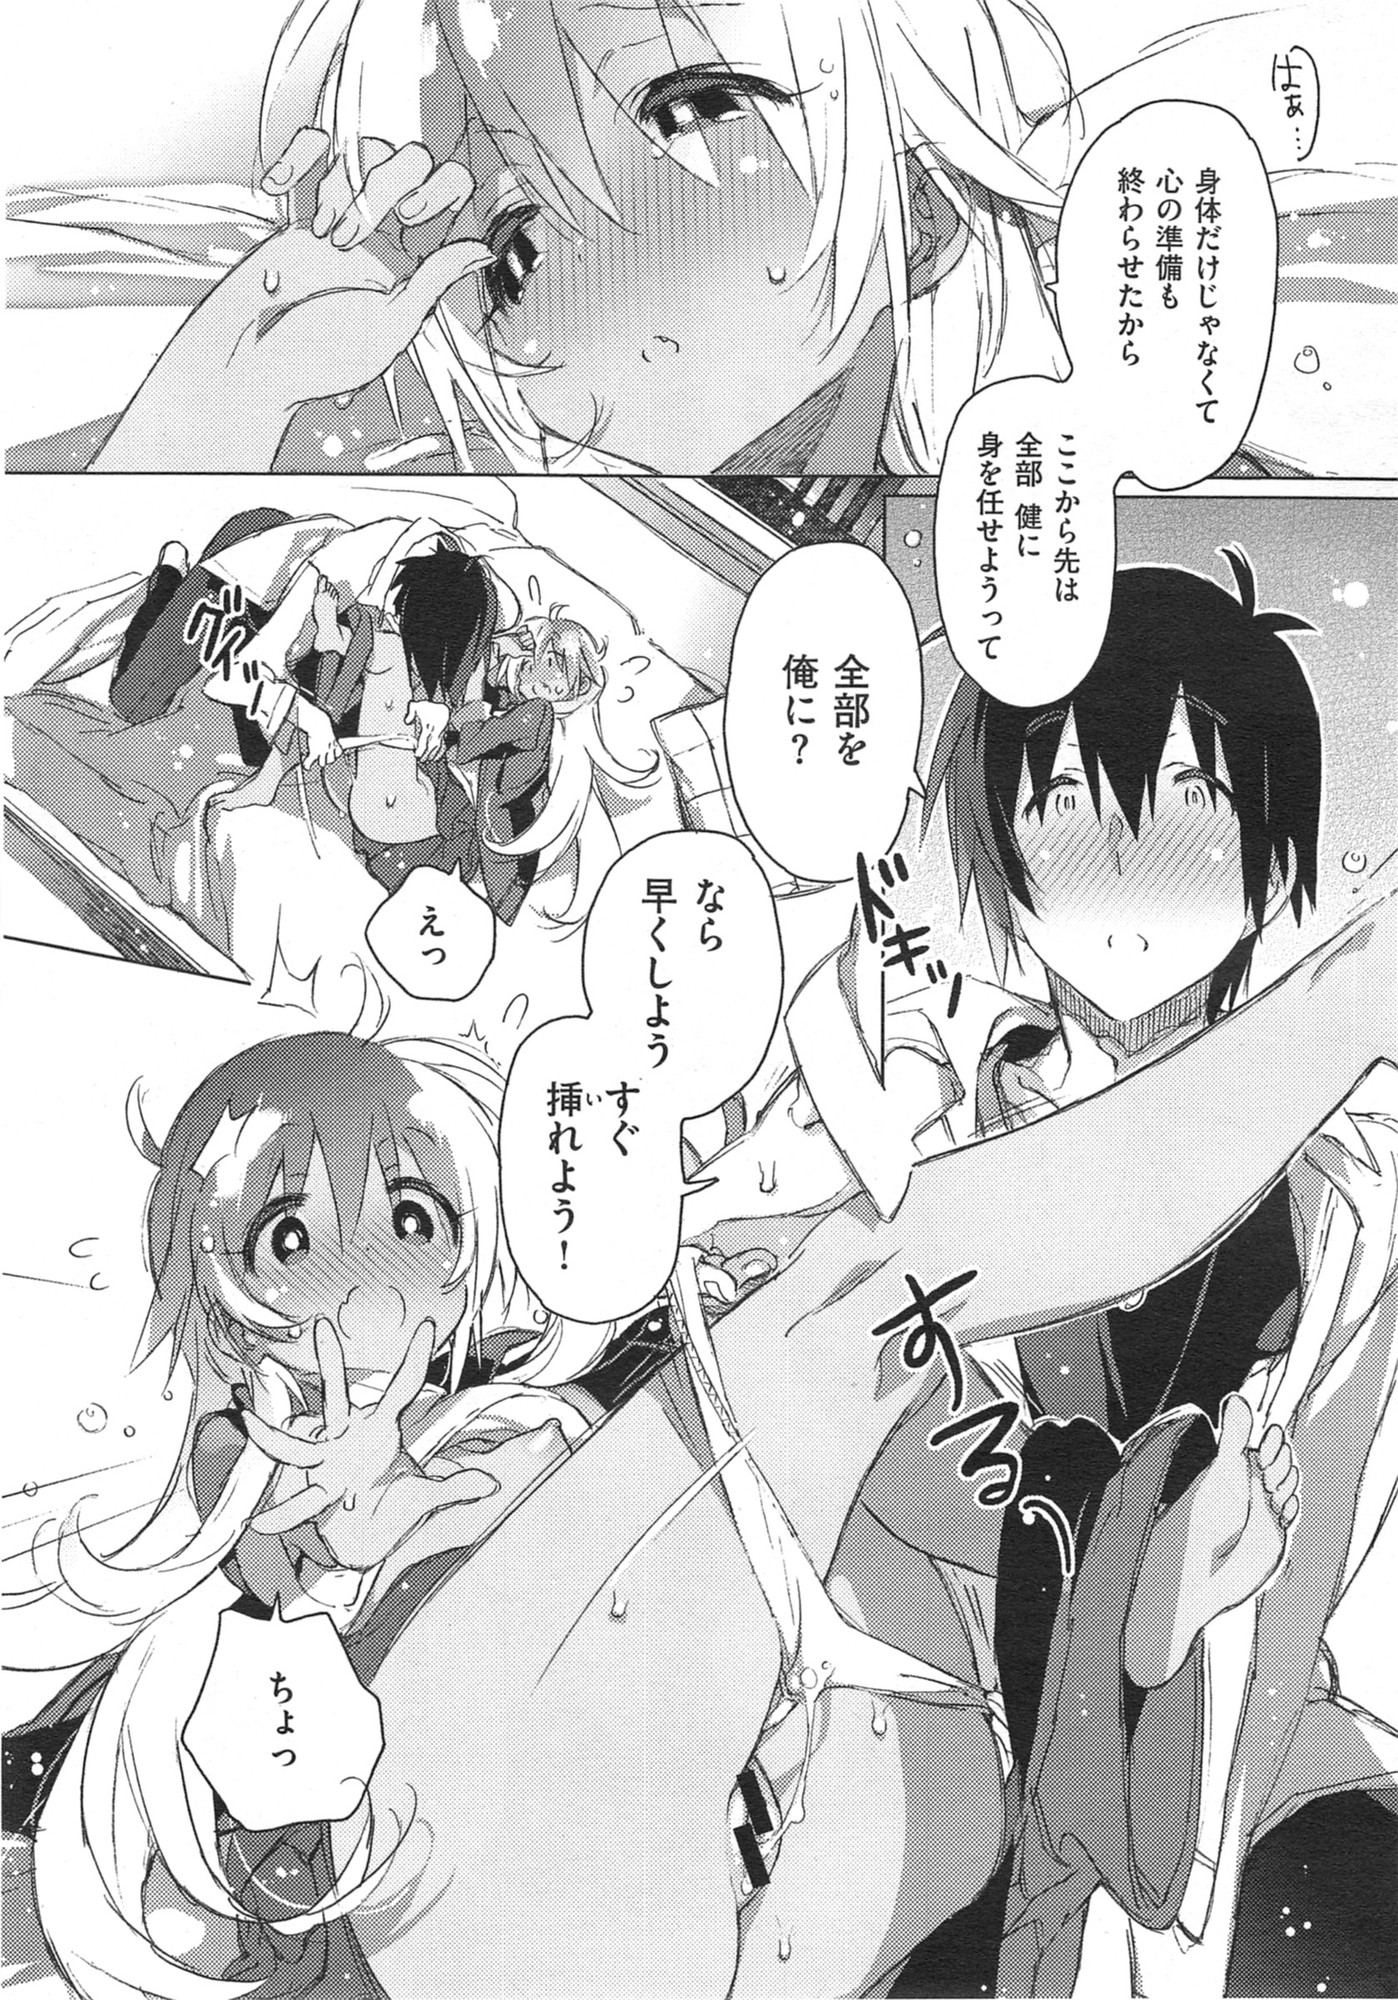 はぁ…
身体だけじゃなくて
心の準備も
終わらせたから
ここから先は
全部 健に
身を任せようって
全部を
俺に？
ドキッ
グイ
えっ
なら
早くしよう
すぐ
挿れよう！
い
する
ちょっ